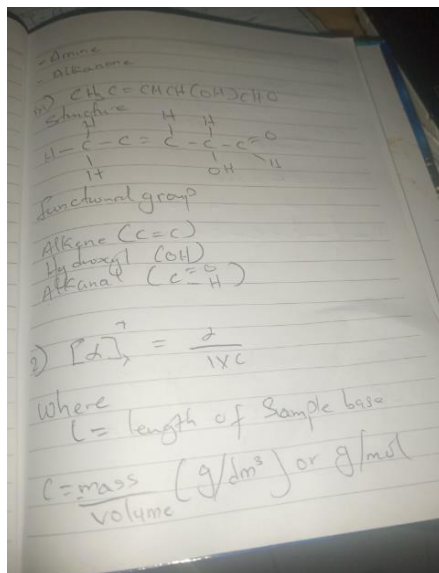 - Amine
- Alkanone
iii) CH3C = CHCH(OH)CHO
Structure
H H H
H - C - C = C - C - C = O
H OH H
functional group
Alkene (C=C)
Hydroxyl (OH)
Alkanal (C=O H)
2) [α] = α / l x C
Where
l = length of Sample base
C = mass / volume (g/dm³) or g/mol